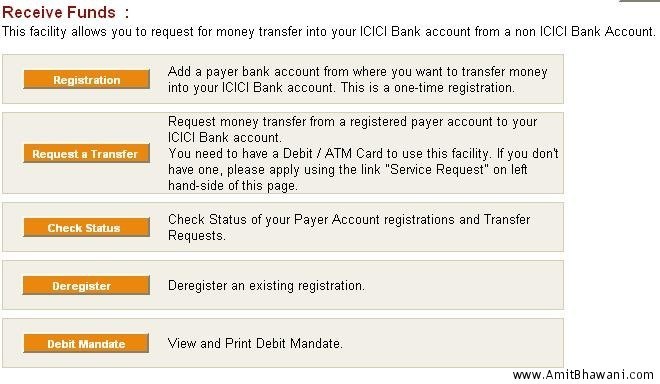 Receive Funds :
This facility allows you to request for money transfer into your ICICI Bank account from a non ICICI Bank Account.
Registration
Add a payer bank account from where you want to transfer money
into your ICICI Bank account. This is a one-time registration.
Request a Transfer
Request money transfer from a registered payer account to your
ICICI Bank account.
You need to have a Debit / ATM Card to use this facility. If you don't
have one, please apply using the link "Service Request" on left
hand-side of this page.
Check Status
Check Status of your Payer Account registrations and Transfer
Requests.
Deregister
Deregister an existing registration.
Debit Mandate
View and Print Debit Mandate.
www.AmitBhawani.com